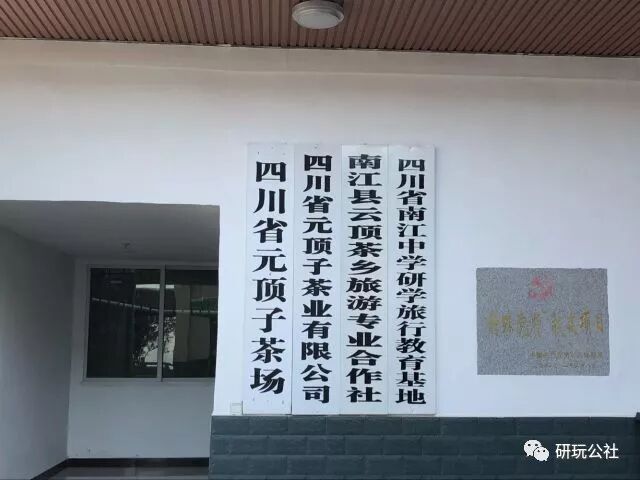 四川省元顶子茶场
四川省元顶子茶业有限公司
南江县云顶茶乡旅游专业合作社
四川省南江中学研学旅行教育基地
研玩公社